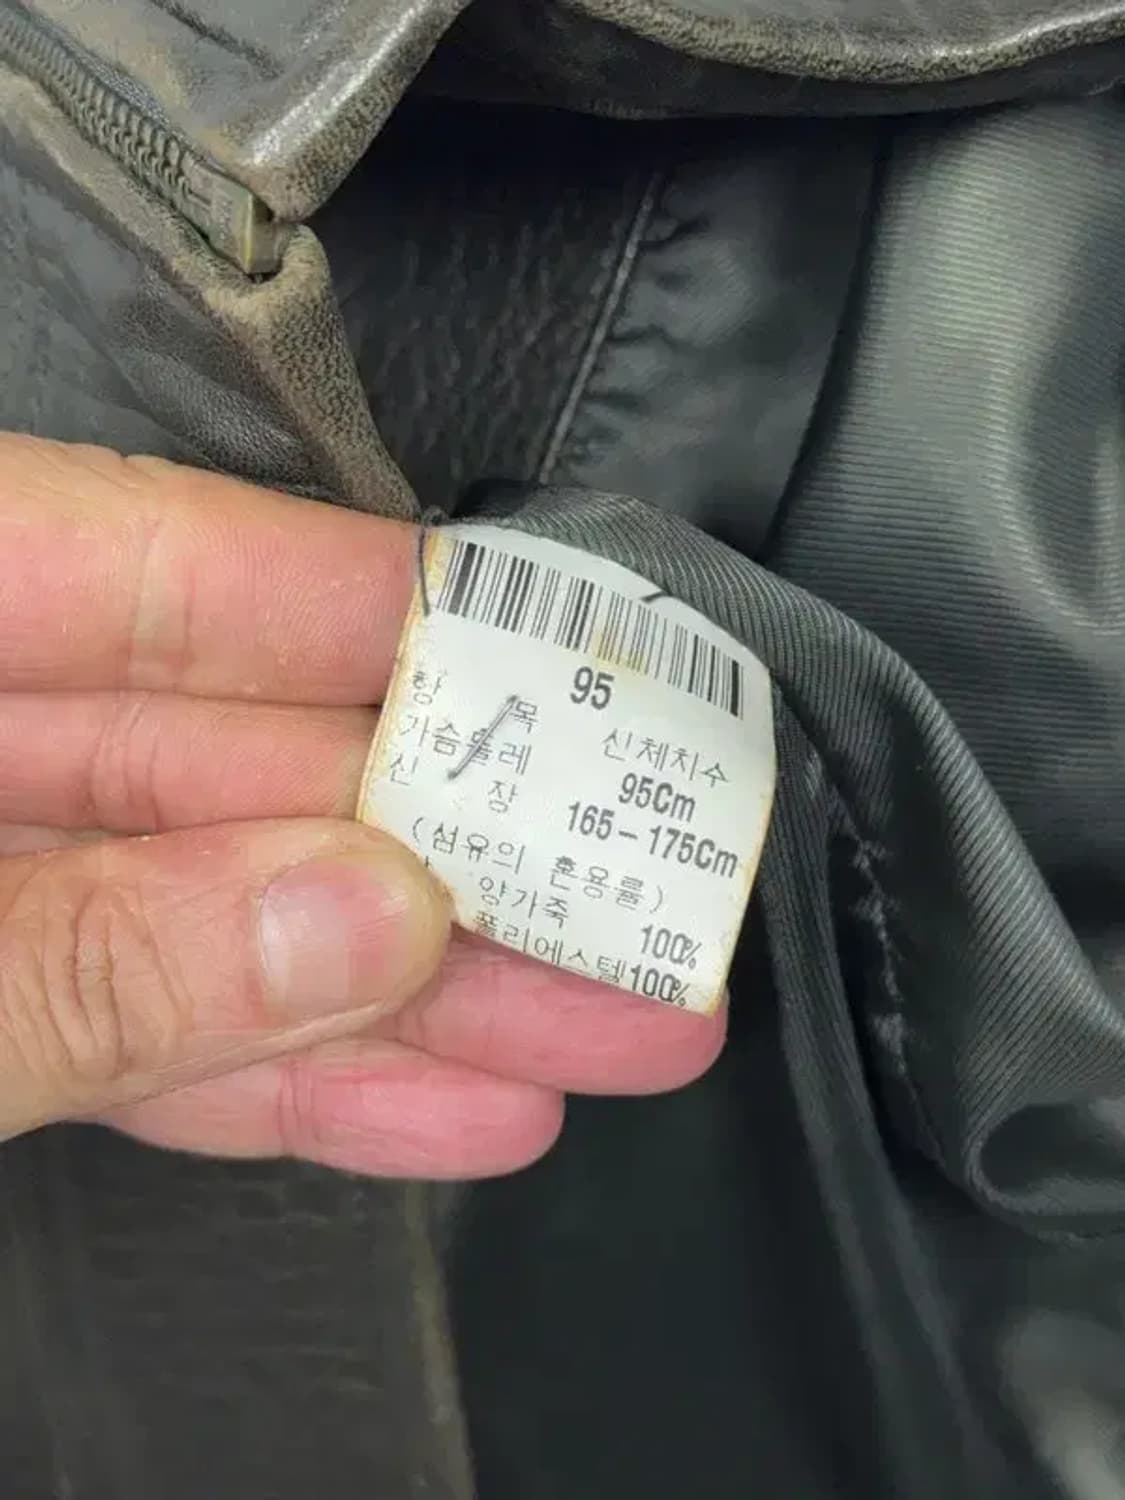 95
항 목 신체치수
가슴둘레 95Cm
신 장 165-175Cm
(섬유의 혼용률)
양가죽 100%
폴리에스텔 100%